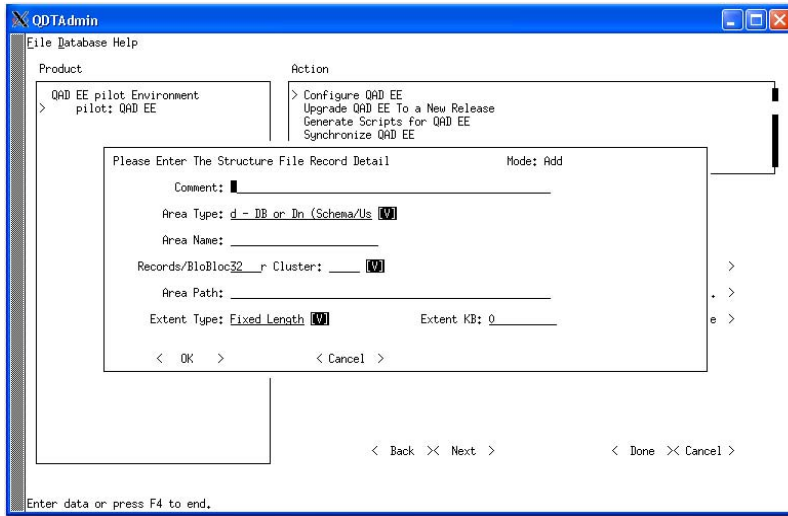 QDTAdmin
File Database Help
Product
Action
QAD EE pilot Environment
> pilot: QAD EE
> Configure QAD EE
Upgrade QAD EE To a New Release
Generate Scripts for QAD EE
Synchronize QAD EE
Please Enter The Structure File Record Detail Mode: Add
Comment:
Area Type: d - DB or Dn (Schema/Us [V]
Area Name:
Records/BloBloc32 r Cluster: [V]
>
Area Path:
. >
Extent Type: Fixed Length [V] Extent KB: 0
e >
< OK > < Cancel >
< Back >< Next > < Done >< Cancel >
Enter data or press F4 to end.